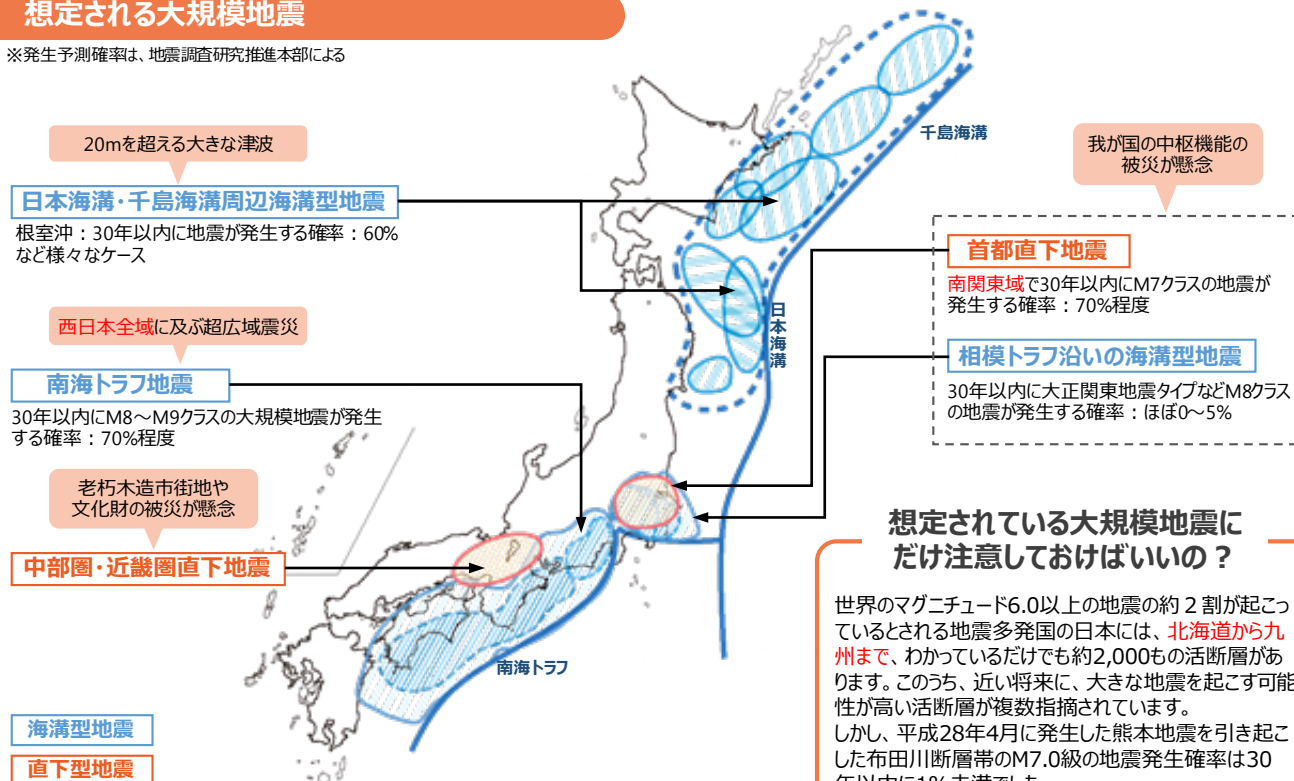 想定される大規模地震
※発生予測確率は、地震調査研究推進本部による
20mを超える大きな津波
日本海溝・千島海溝周辺海溝型地震
根室沖：30年以内に地震が発生する確率：60%
など様々なケース
西日本全域に及ぶ超広域震災
南海トラフ地震
30年以内にM8～M9クラスの大規模地震が発生
する確率：70%程度
老朽木造市街地や
文化財の被災が懸念
中部圏・近畿圏直下地震
海溝型地震
直下型地震
千島海溝
日本海溝
南海トラフ
我が国の中枢機能の
被災が懸念
首都直下地震
南関東域で30年以内にM7クラスの地震が
発生する確率：70%程度
相模トラフ沿いの海溝型地震
30年以内に大正関東地震タイプなどM8クラス
の地震が発生する確率：ほぼ0～5%
想定されている大規模地震に
だけ注意しておけばいいの？
世界のマグニチュード6.0以上の地震の約２割が起こっ
ているとされる地震多発国の日本には、北海道から九
州まで、わかっているだけでも約2,000もの活断層があ
ります。このうち、近い将来に、大きな地震を起こす可能
性が高い活断層が複数指摘されています。
しかし、平成28年4月に発生した熊本地震を引き起こ
した布田川断層帯のM7.0級の地震発生確率は30
年以内に1%未満でした